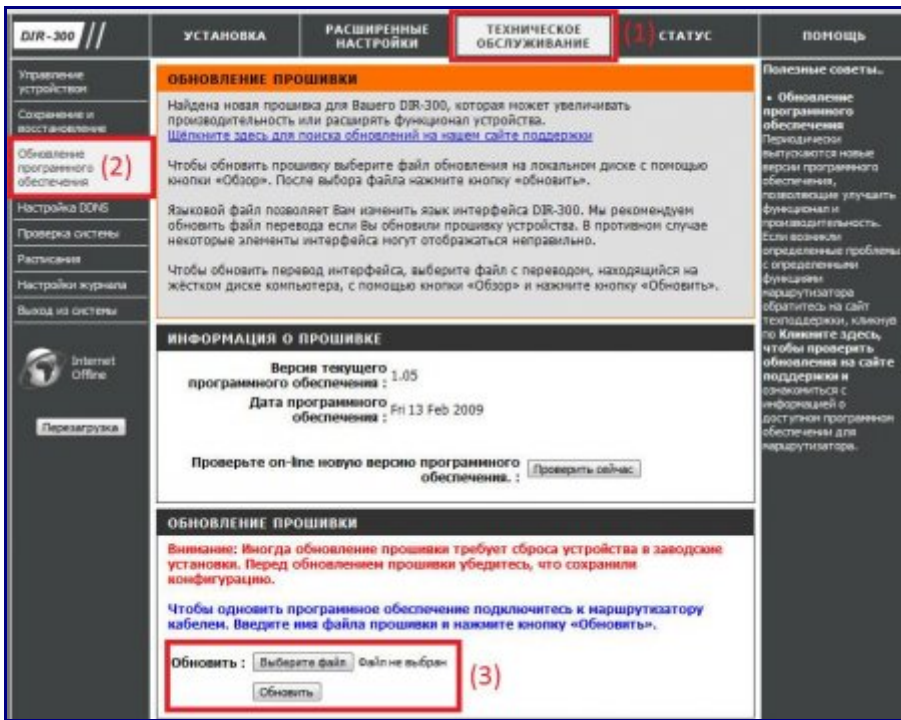 DIR-300
УСТАНОВКА
РАСШИРЕННЫЕ
НАСТРОЙКИ
ТЕХНИЧЕСКОЕ
ОБСЛУЖИВАНИЕ
(1)
СТАТУС
ПОМОЩЬ
Управление
устройством
Сохранение и
восстановление
Обновление
программного
обеспечения
(2)
Настройка DDNS
Проверка системы
Расписания
Настройки журнала
Выход из системы
Internet
Offline
Перезагрузка
ОБНОВЛЕНИЕ ПРОШИВКИ
Найдена новая прошивка для Вашего DIR-300, которая может увеличивать
производительность или расширять функционал устройства.
Щёлкните здесь для поиска обновлений на нашем сайте поддержки
Чтобы обновить прошивку выберите файл обновления на локальном диске с помощью
кнопки «Обзор». После выбора файла нажмите кнопку «обновить».
Языковой файл позволяет Вам изменить язык интерфейса DIR-300. Мы рекомендуем
обновить файл перевода если Вы обновили прошивку устройства. В противном случае
некоторые элементы интерфейса могут отображаться неправильно.
Чтобы обновить перевод интерфейса, выберите файл с переводом, находящийся на
жёстком диске компьютера, с помощью кнопки «Обзор» и нажмите кнопку «Обновить».
ИНФОРМАЦИЯ О ПРОШИВКЕ
Версия текущего
программного обеспечения : 1.05
Дата программного
обеспечения : Fri 13 Feb 2009
Проверьте on-line новую версию программного
обеспечения. : Проверить сейчас
ОБНОВЛЕНИЕ ПРОШИВКИ
Внимание: Иногда обновление прошивки требует сброса устройства в заводские
установки. Перед обновлением прошивки убедитесь, что сохранили
конфигурацию.
Чтобы одновить программное обеспечение подключитесь к маршрутизатору
кабелем. Введите имя файла прошивки и нажмите кнопку «Обновить».
Обновить : Выберите файл Файл не выбран
Обновить
(3)
Полезные советы..
• Обновление
программного
обеспечения
Периодически
выпускаются новые
версии программного
обеспечения,
позволяющие улучшить
функционал и
производительность.
Если возникли
определенные проблемы
с определенными
функциями
маршрутизатора
обратитесь на сайт
техподдержки, кликнув
по Кликните здесь,
чтобы проверить
обновления на сайте
поддержки и
ознакомиться с
информацией о
доступном программном
обеспечении для
маршрутизатора.